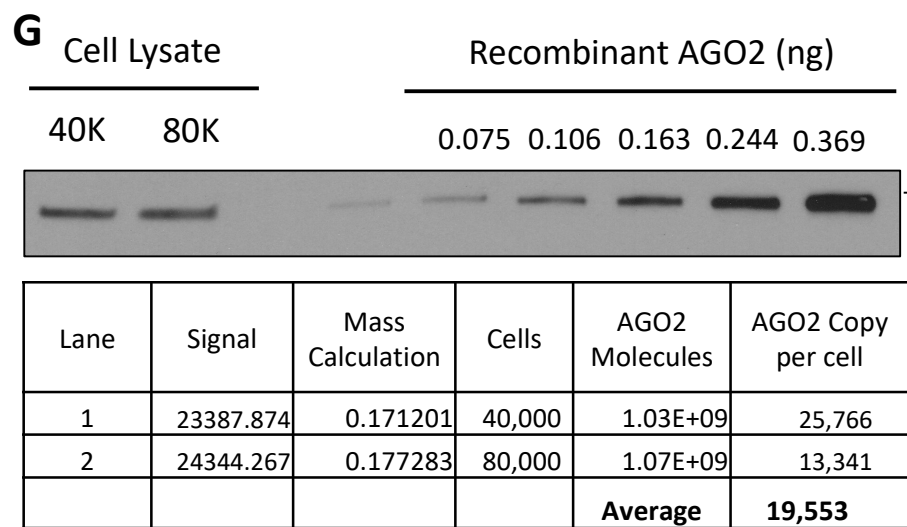 G
Cell Lysate Recombinant AGO2 (ng)
40K 80K 0.075 0.106 0.163 0.244 0.369
Lane Signal Mass Calculation Cells AGO2 Molecules AGO2 Copy per cell
1 23387.874 0.171201 40,000 1.03E+09 25,766
2 24344.267 0.177283 80,000 1.07E+09 13,341
Average 19,553